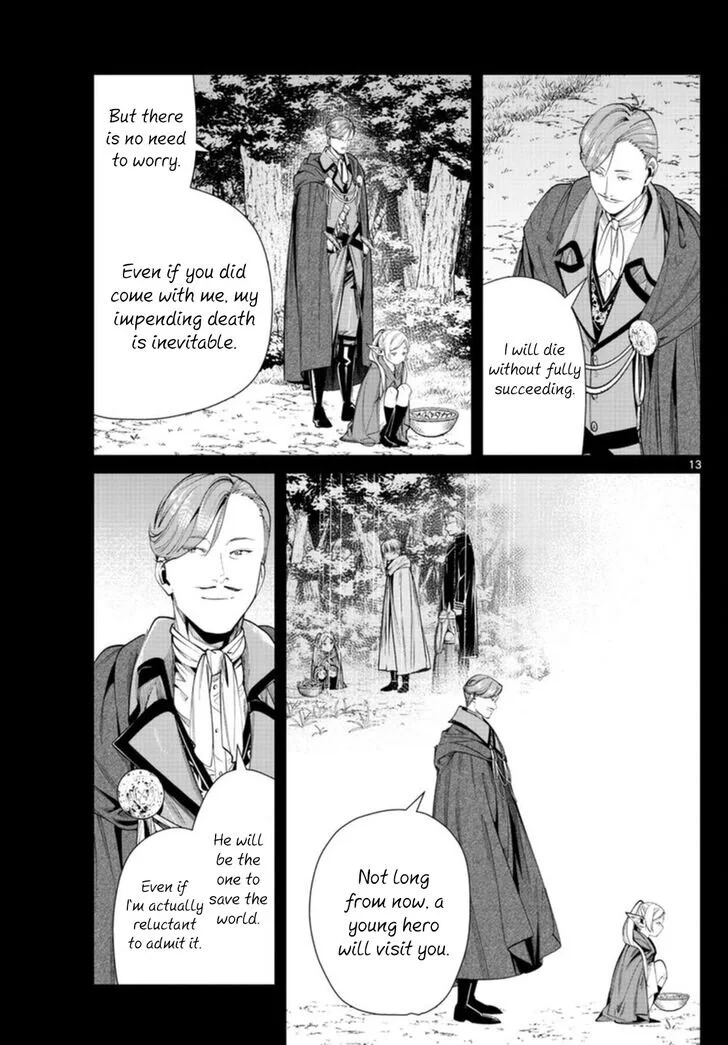 I will die
without fully
succeeding.
But there
is no need
to worry.
Even if you did
come with me, my
impending death
is inevitable.
13
Not long
from now, a
young hero
will visit you.
He will
be the
one to
save the
world.
Even if
I'm actually
reluctant
to admit it.